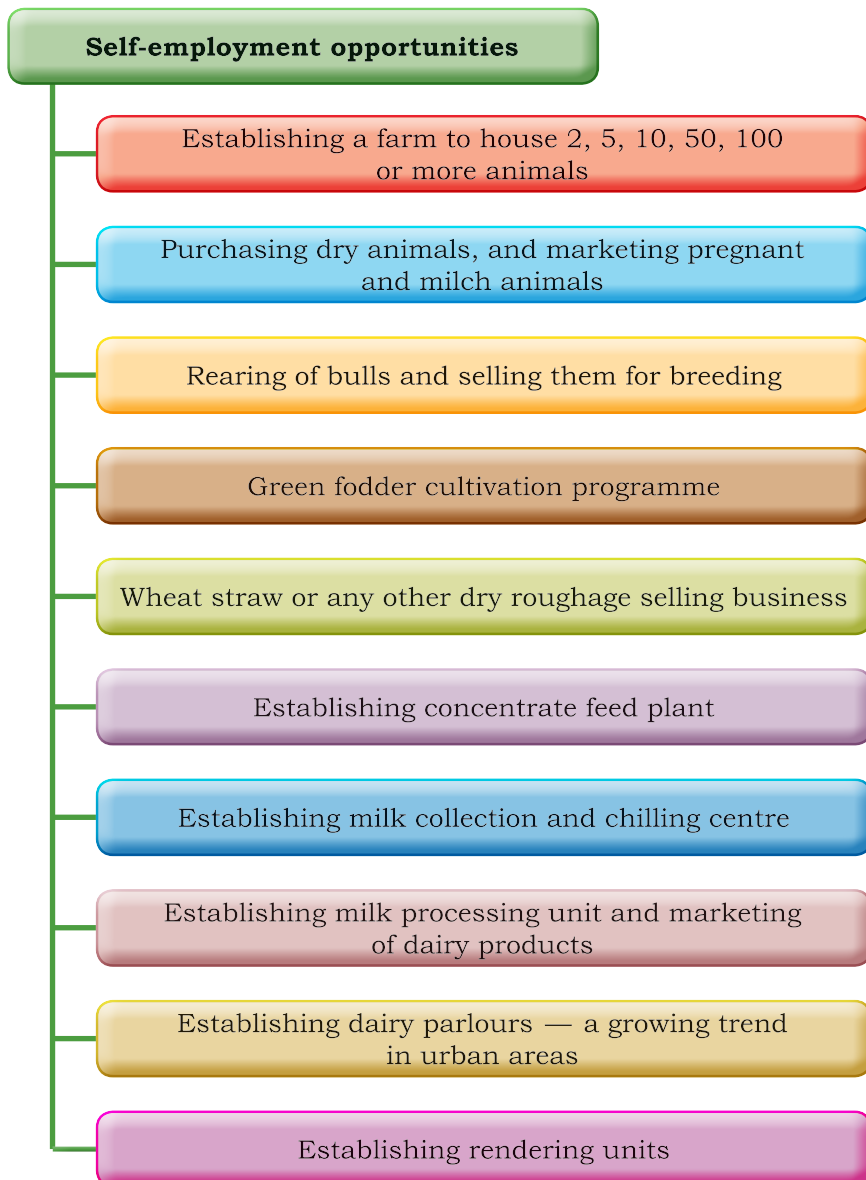 Self-employment opportunities
Establishing a farm to house 2, 5, 10, 50, 100
or more animals
Purchasing dry animals, and marketing pregnant
and milch animals
Rearing of bulls and selling them for breeding
Green fodder cultivation programme
Wheat straw or any other dry roughage selling business
Establishing concentrate feed plant
Establishing milk collection and chilling centre
Establishing milk processing unit and marketing
of dairy products
Establishing dairy parlours — a growing trend
in urban areas
Establishing rendering units